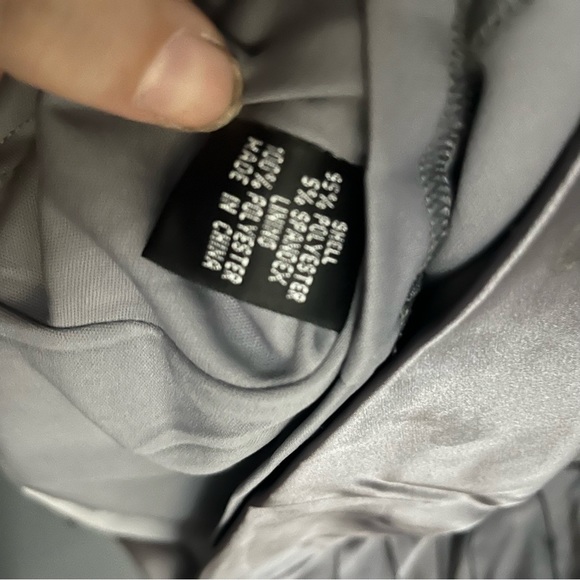 SHELL
95% POLYESTER
5% SPANDEX
LINING
100% POLYESTER
MADE IN CHINA